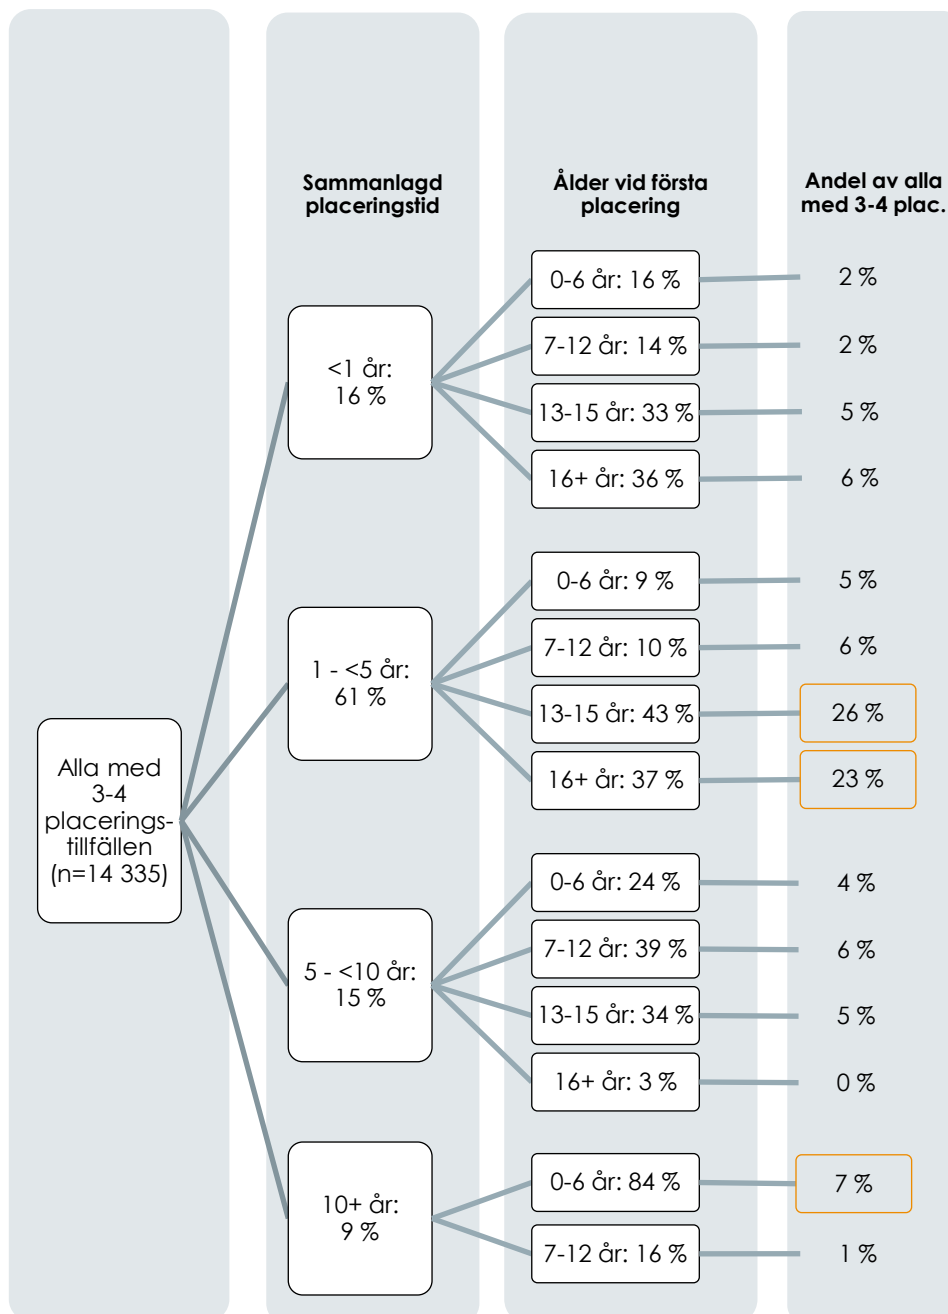 Sammanlagd
placeringstid
Ålder vid första
placering
Andel av alla
med 3-4 plac.
Alla med
3-4
placerings-
tillfällen
(n=14 335)
<1 år:
16 %
0-6 år: 16 %
2 %
7-12 år: 14 %
2 %
13-15 år: 33 %
5 %
16+ år: 36 %
6 %
1 - <5 år:
61 %
0-6 år: 9 %
5 %
7-12 år: 10 %
6 %
13-15 år: 43 %
26 %
16+ år: 37 %
23 %
5 - <10 år:
15 %
0-6 år: 24 %
4 %
7-12 år: 39 %
6 %
13-15 år: 34 %
5 %
16+ år: 3 %
0 %
10+ år:
9 %
0-6 år: 84 %
7 %
7-12 år: 16 %
1 %